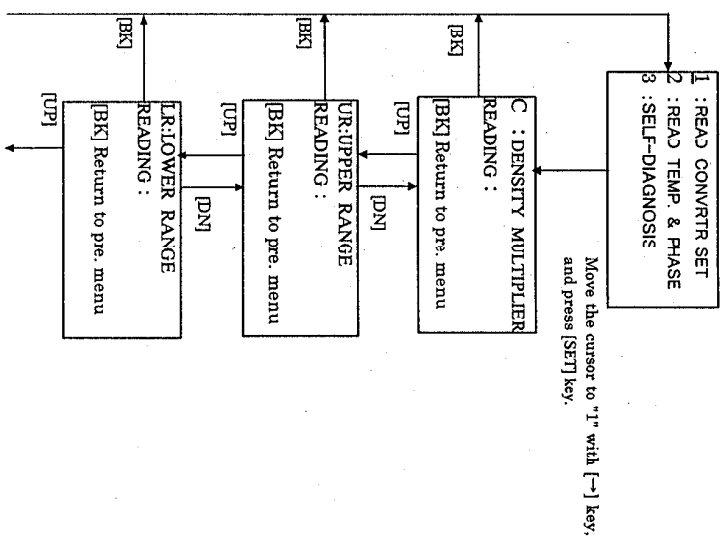 1 :READ CONVRTR SET
2 :READ TEMP. & PHASE
3 :SELF-DIAGNOSIS
Move the cursor to "1" with [→] key,
and press [SET] key.
[BK]
C :DENSITY MULTIPLIER
READING :
[BK] Return to pre. menu
[UP]
[DN]
[BK]
UR:UPPER RANGE
READING :
[BK] Return to pre. menu
[UP]
[DN]
[BK]
LR:LOWER RANGE
READING :
[BK] Return to pre. menu
[UP]